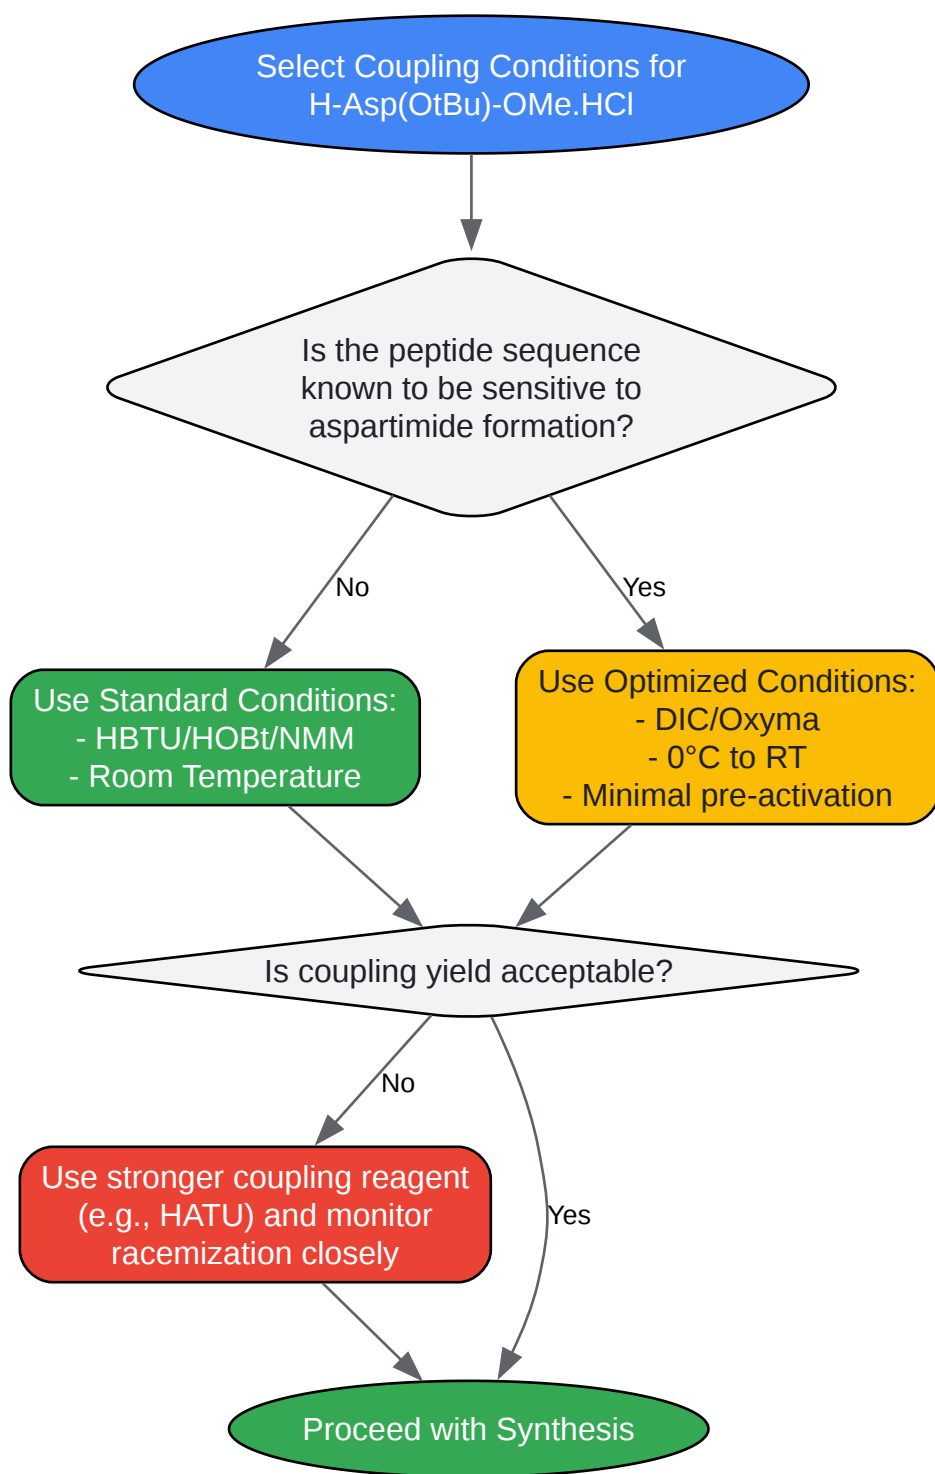 Select Coupling Conditions for
H-Asp(OtBu)-OMe.HCl
Is the peptide sequence
known to be sensitive to
aspartimide formation?
No
Yes
Use Standard Conditions:
- HBTU/HOBt/NMM
- Room Temperature
Use Optimized Conditions:
- DIC/Oxyma
- 0°C to RT
- Minimal pre-activation
Is coupling yield acceptable?
No
Yes
Use stronger coupling reagent
(e.g., HATU) and monitor
racemization closely
Proceed with Synthesis